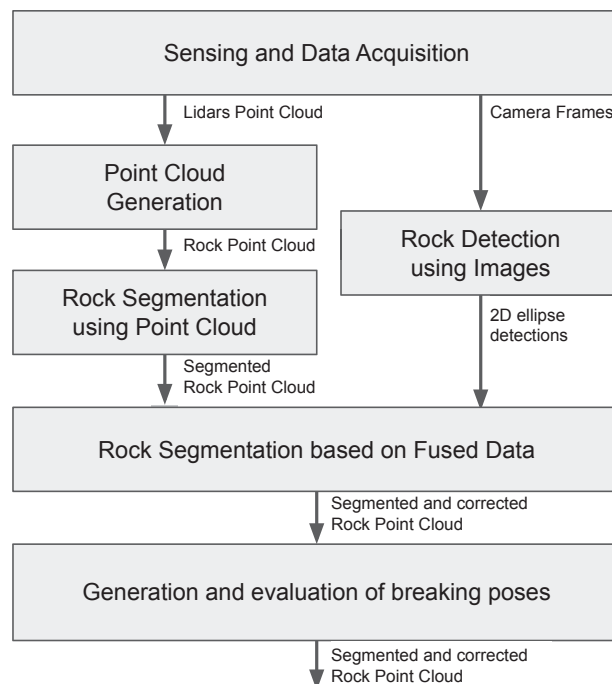 Sensing and Data Acquisition
Lidars Point Cloud
Camera Frames
Point Cloud
Generation
Rock Point Cloud
Rock Detection
using Images
Rock Segmentation
using Point Cloud
2D ellipse
detections
Segmented
Rock Point Cloud
Rock Segmentation based on Fused Data
Segmented and corrected
Rock Point Cloud
Generation and evaluation of breaking poses
Segmented and corrected
Rock Point Cloud